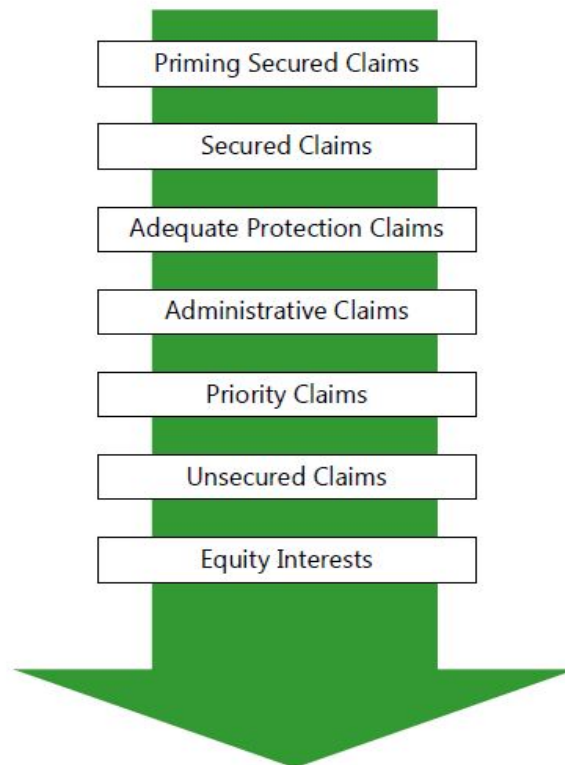 Priming Secured Claims
Secured Claims
Adequate Protection Claims
Administrative Claims
Priority Claims
Unsecured Claims
Equity Interests